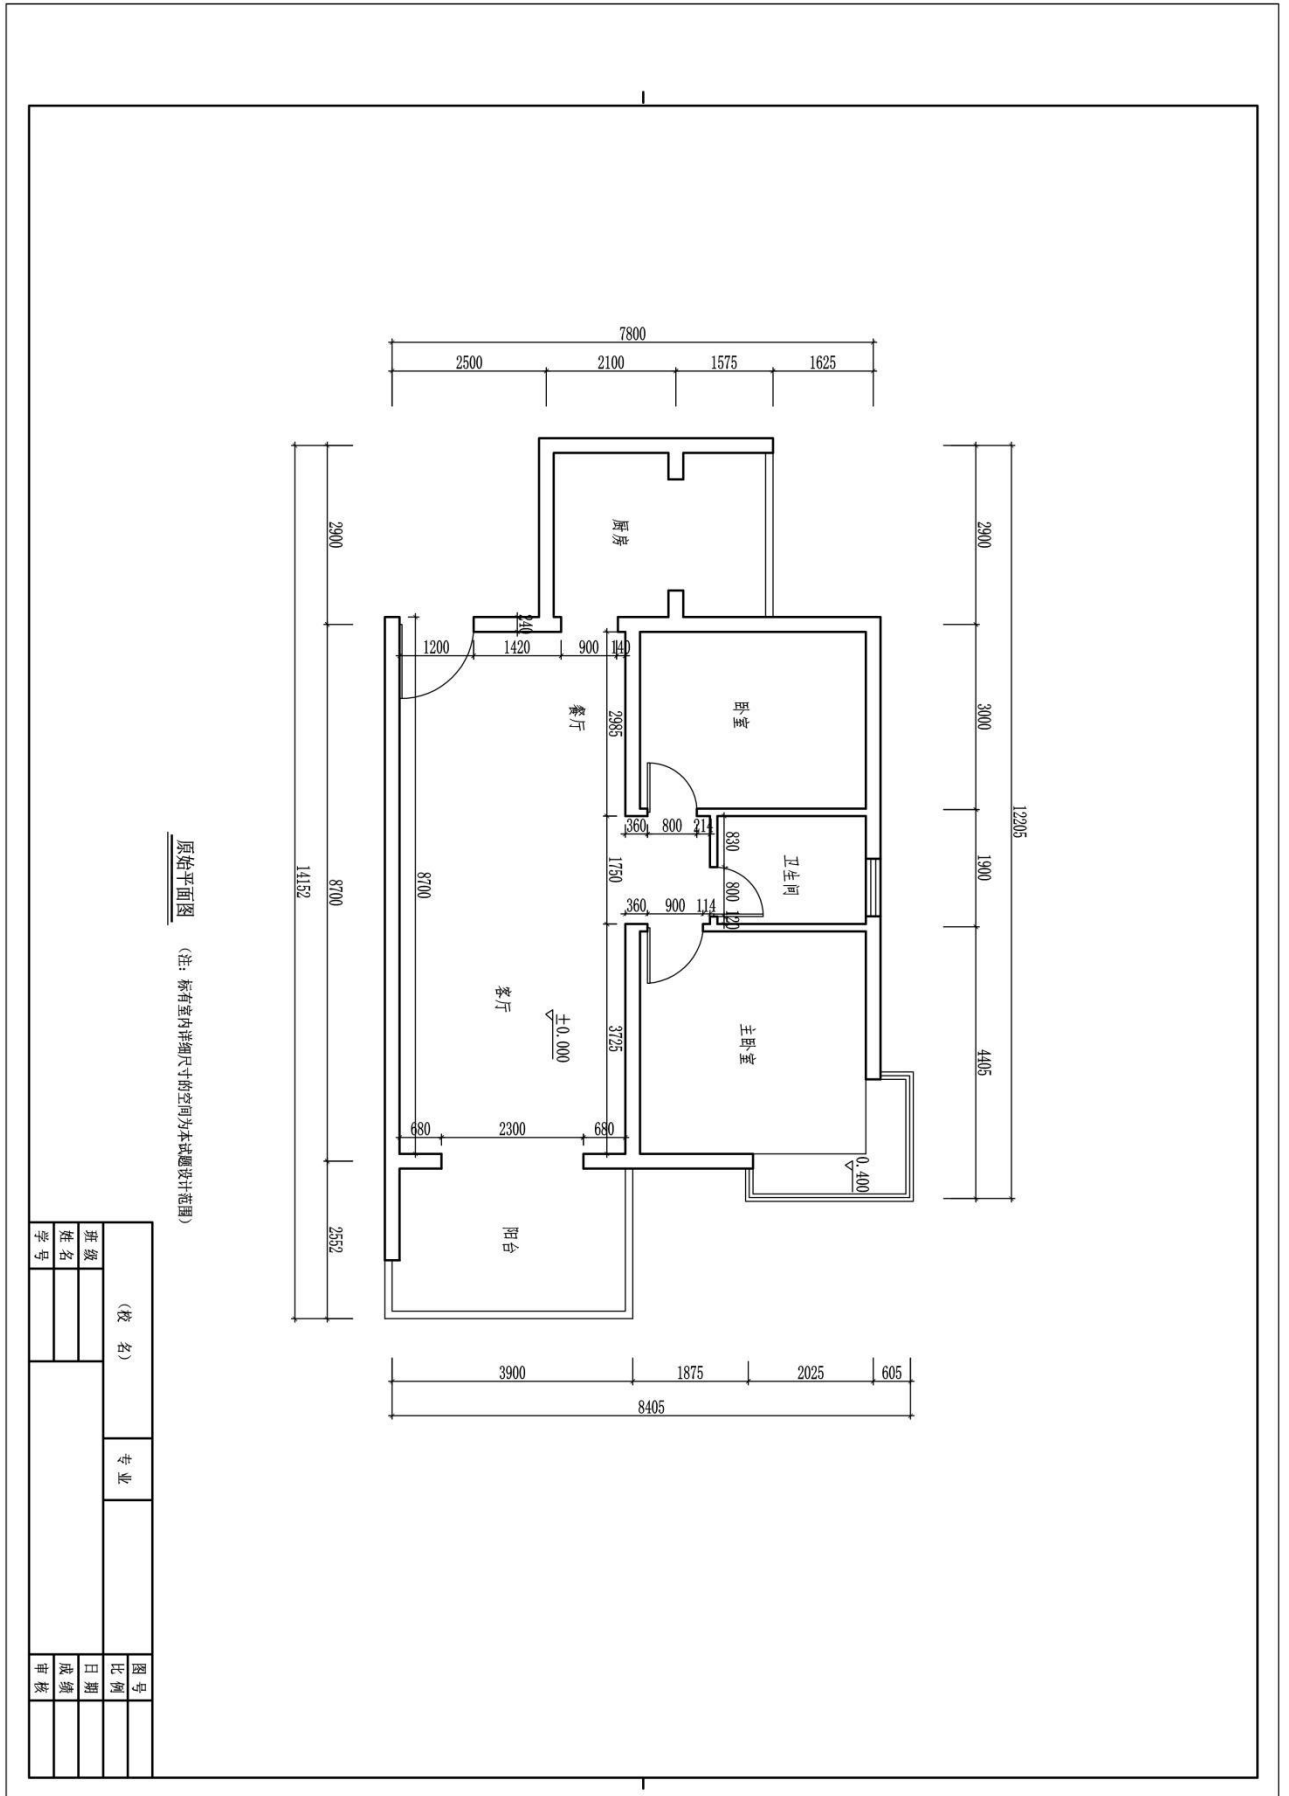 7800
2500 2100 1575 1625
2900
8700
2552
14152
2900
3000
1900
4405
12205
厨房
240
1200 1420 900 140
餐厅
2985
卧室
8700
360 800 214
830
1750
卫生间
800
360 900 114
120
客厅
±0.000
3725
主卧室
680 2300 680
0.400
阳台
3900 1875 2025 605
8405
原始平面图
(注: 标有室内详细尺寸的空间为本试题设计范围)
(校 名)
专业
图号
比例
班级
日期
姓名
成绩
学号
审核